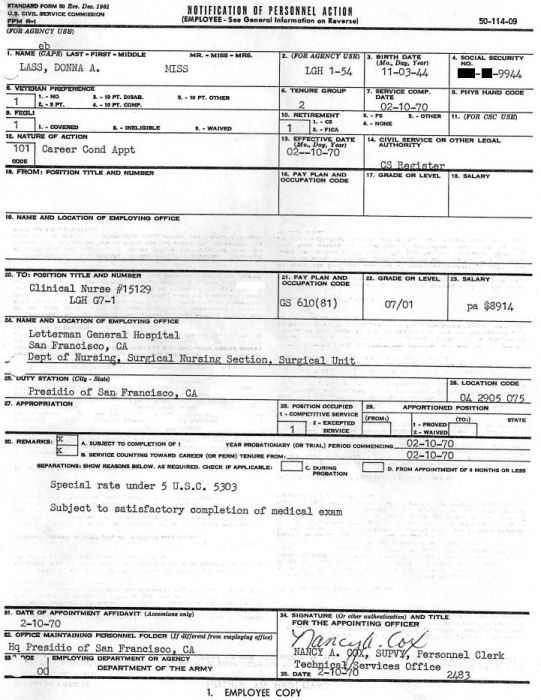 STANDARD FORM 50 Rev. Dec. 1961
U.S. CIVIL SERVICE COMMISSION
FPM R-1
NOTIFICATION OF PERSONNEL ACTION
(EMPLOYEE - See General Information on Reverse)
50-114-09
(FOR AGENCY USE)
eb
1. NAME (CAPS) LAST - FIRST - MIDDLE MR. - MISS - MRS.
LASS, DONNA A. MISS
2. (FOR AGENCY USE)
LGH 1-54
3. BIRTH DATE (Mo., Day, Year)
11-03-44
4. SOCIAL SECURITY NO.
-9944
5. VETERAN PREFERENCE
1
1. - NO 3. - 10 PT. DISAB. 5. - 10 PT. OTHER
2. - 5 PT. 4. - 10 PT. COMP.
6. TENURE GROUP
2
7. SERVICE COMP. DATE
02-10-70
8. PHYS HAND CODE
9. FEGLI
1
1. - COVERED 2. - INELIGIBLE 3. - WAIVED
10. RETIREMENT
1
1. - CS 3. - FS 5. - OTHER
2. - FICA 4. - NONE
11. (FOR CSC USE)
12. NATURE OF ACTION
101 Career Cond Appt
CODE
13. EFFECTIVE DATE (Mo., Day, Year)
02--10-70
14. CIVIL SERVICE OR OTHER LEGAL AUTHORITY
CS Register
15. FROM: POSITION TITLE AND NUMBER
16. PAY PLAN AND OCCUPATION CODE
17. GRADE OR LEVEL
18. SALARY
19. NAME AND LOCATION OF EMPLOYING OFFICE
20. TO: POSITION TITLE AND NUMBER
Clinical Nurse #15129
LGH G7-1
21. PAY PLAN AND OCCUPATION CODE
GS 610(81)
22. GRADE OR LEVEL
07/01
23. SALARY
pa $8914
24. NAME AND LOCATION OF EMPLOYING OFFICE
Letterman General Hospital
San Francisco, CA
Dept of Nursing, Surgical Nursing Section, Surgical Unit
25. DUTY STATION (City - State)
Presidio of San Francisco, CA
26. LOCATION CODE
04 2905 075
27. APPROPRIATION
28. POSITION OCCUPIED
1
1 - COMPETITIVE SERVICE
2 - EXCEPTED SERVICE
29. APPORTIONED POSITION
(FROM:) (TO:) STATE
1 - PROVED
2 - WAIVED
30. REMARKS:
X A. SUBJECT TO COMPLETION OF 1 YEAR PROBATIONARY (OR TRIAL) PERIOD COMMENCING 02-10-70
X B. SERVICE COUNTING TOWARD CAREER (OR PERM) TENURE FROM: 02-10-70
SEPARATIONS: SHOW REASONS BELOW, AS REQUIRED. CHECK IF APPLICABLE: C. DURING PROBATION D. FROM APPOINTMENT OF 6 MONTHS OR LESS
Special rate under 5 U.S.C. 5303
Subject to satisfactory completion of medical exam
31. DATE OF APPOINTMENT AFFIDAVIT (Accessions only)
2-10-70
32. OFFICE MAINTAINING PERSONNEL FOLDER (If different from employing office)
Hq Presidio of San Francisco, CA
33. CODE EMPLOYING DEPARTMENT OR AGENCY
00 DEPARTMENT OF THE ARMY
34. SIGNATURE (Or other authentication) AND TITLE
FOR THE APPOINTING OFFICER
Nancy A. Cox
NANCY A. COX, SUPVY, Personnel Clerk
Technical Services Office
35. DATE 2-10-70 2483
1. EMPLOYEE COPY